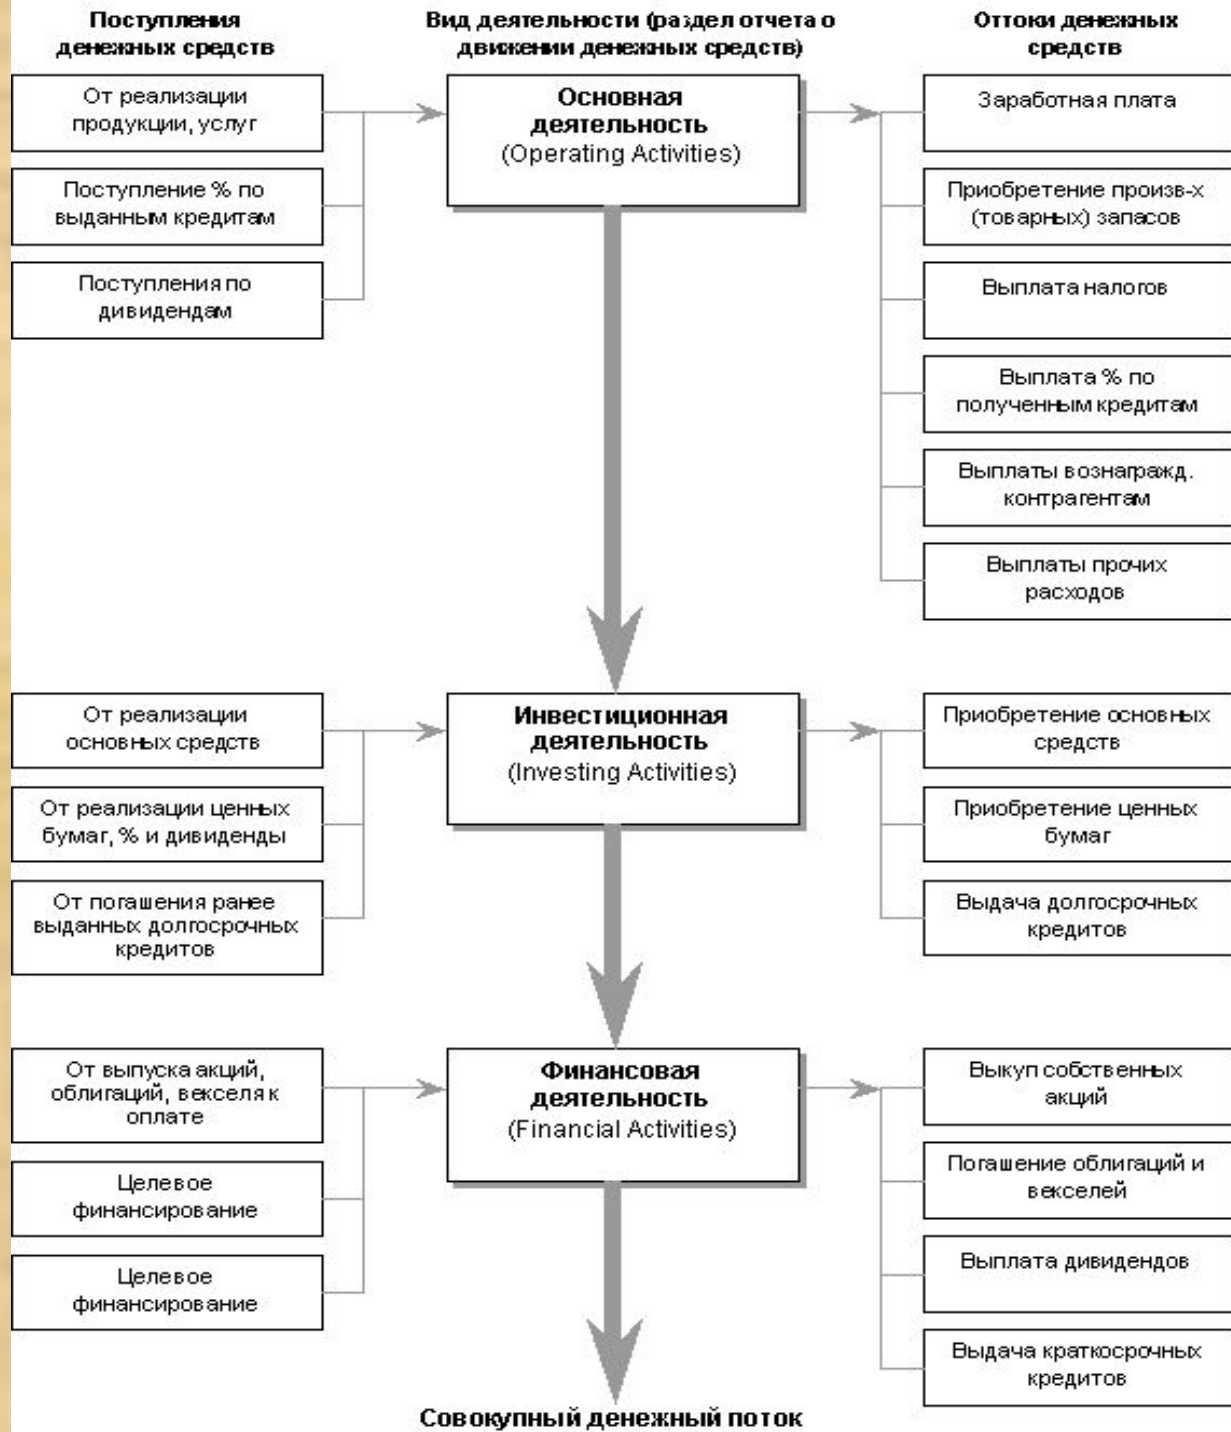 Поступления
денежных средств
Вид деятельности (раздел отчета о
движении денежных средств)
Оттоки денежных
средств
От реализации
продукции, услуг
Поступление % по
выданным кредитам
Поступления по
дивидендам
Основная
деятельность
(Operating Activities)
Заработная плата
Приобретение произв-х
(товарных) запасов
Выплата налогов
Выплата % по
полученным кредитам
Выплаты вознагражд.
контрагентам
Выплаты прочих
расходов
От реализации
основных средств
От реализации ценных
бумаг, % и дивиденды
От погашения ранее
выданных долгосрочных
кредитов
Инвестиционная
деятельность
(Investing Activities)
Приобретение основных
средств
Приобретение ценных
бумаг
Выдача долгосрочных
кредитов
От выпуска акций,
облигаций, векселя к
оплате
Целевое
финансирование
Целевое
финансирование
Финансовая
деятельность
(Financial Activities)
Выкуп собственных
акций
Погашение облигаций и
векселей
Выплата дивидендов
Выдача краткосрочных
кредитов
Совокупный денежный поток